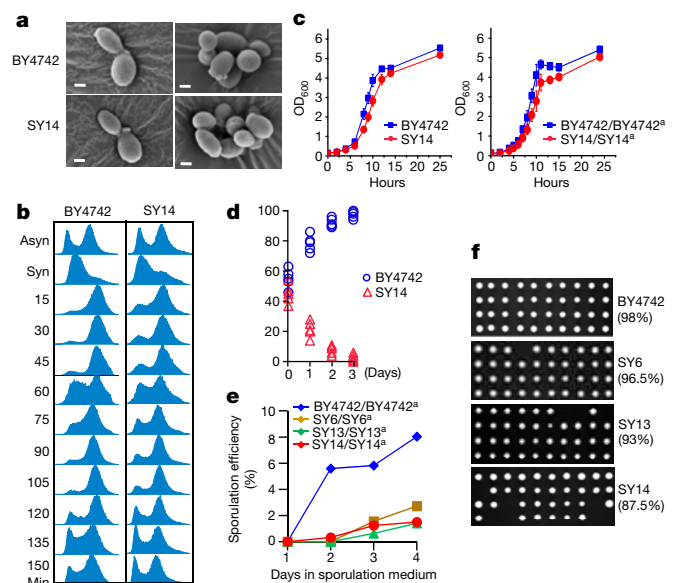 a
BY4742
SY14
c
OD600
6
5
4
3
2
1
0
0 5 10 15 20 25
Hours
BY4742
SY14
OD600
6
5
4
3
2
1
0
0 5 10 15 20 25
Hours
BY4742/BY4742ᵃ
SY14/SY14ᵃ
b
BY4742 SY14
Asyn
Syn
15
30
45
60
75
90
105
120
135
150
Min
d
100
80
60
40
20
0
0 1 2 3 (Days)
BY4742
SY14
e
BY4742/BY4742ᵃ
SY6/SY6ᵃ
SY13/SY13ᵃ
SY14/SY14ᵃ
Sporulation efficiency
(%)
10
8
6
4
2
0
1 2 3 4
Days in sporulation medium
f
BY4742
(98%)
SY6
(96.5%)
SY13
(93%)
SY14
(87.5%)